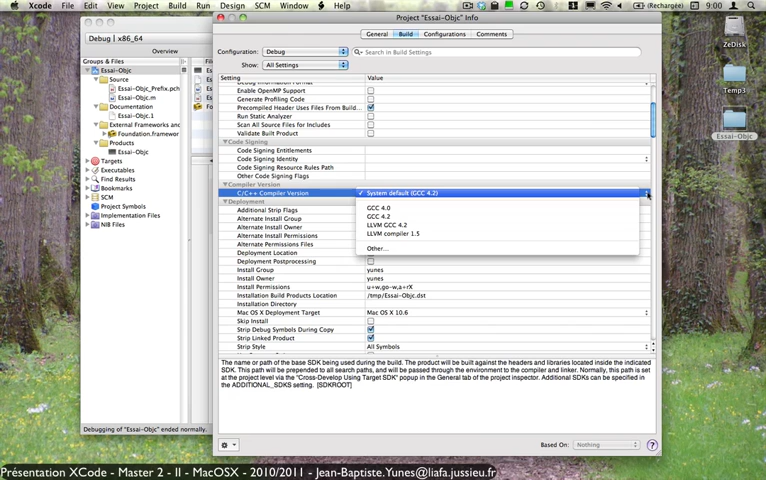 Xcode File Edit View Project Build Run Design SCM Window Help (Rechargée) 9:00
Project "Essai-Objc" Info
General Build Configurations Comments
Debug | x86_64
Overview
Groups & Files
Essai-Objc
Source
Essai-Objc_Prefix.pch
Essai-Objc.m
Documentation
Essai-Objc.1
External Frameworks and
Foundation.framewor
Products
Essai-Objc
Targets
Executables
Find Results
Bookmarks
SCM
Project Symbols
Implementation Files
NIB Files
Debugging of "Essai-Objc" ended normally.
Configuration: Debug Search in Build Settings
Show: All Settings
Setting Value
Enable OpenMP Support
Generate Profiling Code
Precompiled Header Uses Files From Build...
Run Static Analyzer
Scan All Source Files for Includes
Validate Built Product
Code Signing
Code Signing Entitlements
Code Signing Identity
Code Signing Resource Rules Path
Other Code Signing Flags
Compiler Version
C/C++ Compiler Version System default (GCC 4.2)
GCC 4.0
GCC 4.2
LLVM GCC 4.2
LLVM compiler 1.5
Other...
Deployment
Additional Strip Flags
Alternate Install Group
Alternate Install Owner
Alternate Install Permissions
Alternate Permissions Files
Deployment Location
Deployment Postprocessing
Install Group yunes
Install Owner yunes
Install Permissions u+w,go-w,a+rX
Installation Build Products Location /tmp/Essai-Objc.dst
Installation Directory
Mac OS X Deployment Target Mac OS X 10.6
Skip Install
Strip Debug Symbols During Copy
Strip Linked Product
Strip Style All Symbols
The name or path of the base SDK being used during the build. The product will be built against the headers and libraries located inside the indicated
SDK. This path will be prepended to all search paths, and will be passed through the environment to the compiler and linker. Normally, this path is set
at the project level via the "Cross-Develop Using Target SDK" popup in the General tab of the project inspector. Additional SDKs can be specified in
the ADDITIONAL_SDKS setting. [SDKROOT]
Based On: Nothing
ZeDisk
Temp3
Essai-Objc
Présentation XCode - Master 2 - II - MacOSX - 2010/2011 - Jean-Baptiste.Yunes@liafa.jussieu.fr